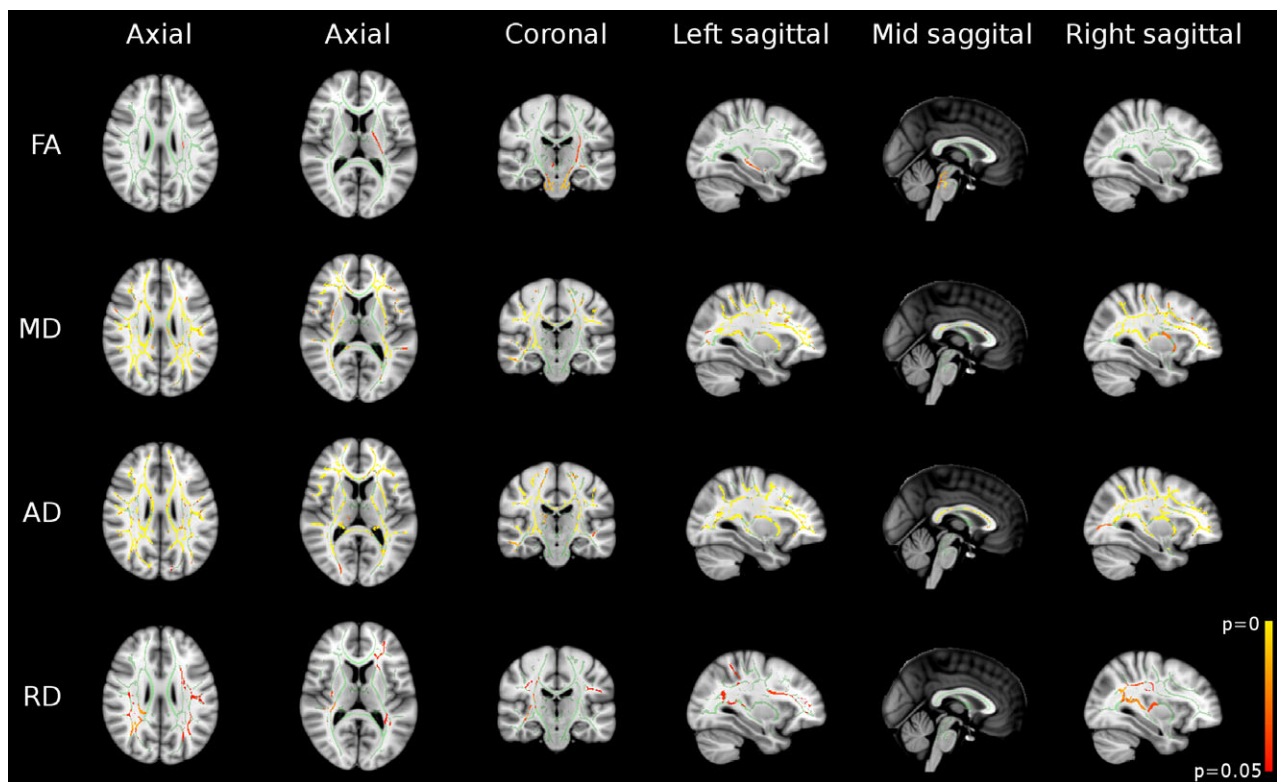 Axial Axial Coronal Left sagittal Mid saggital Right sagittal
FA
MD
AD
RD
p=0
p=0.05